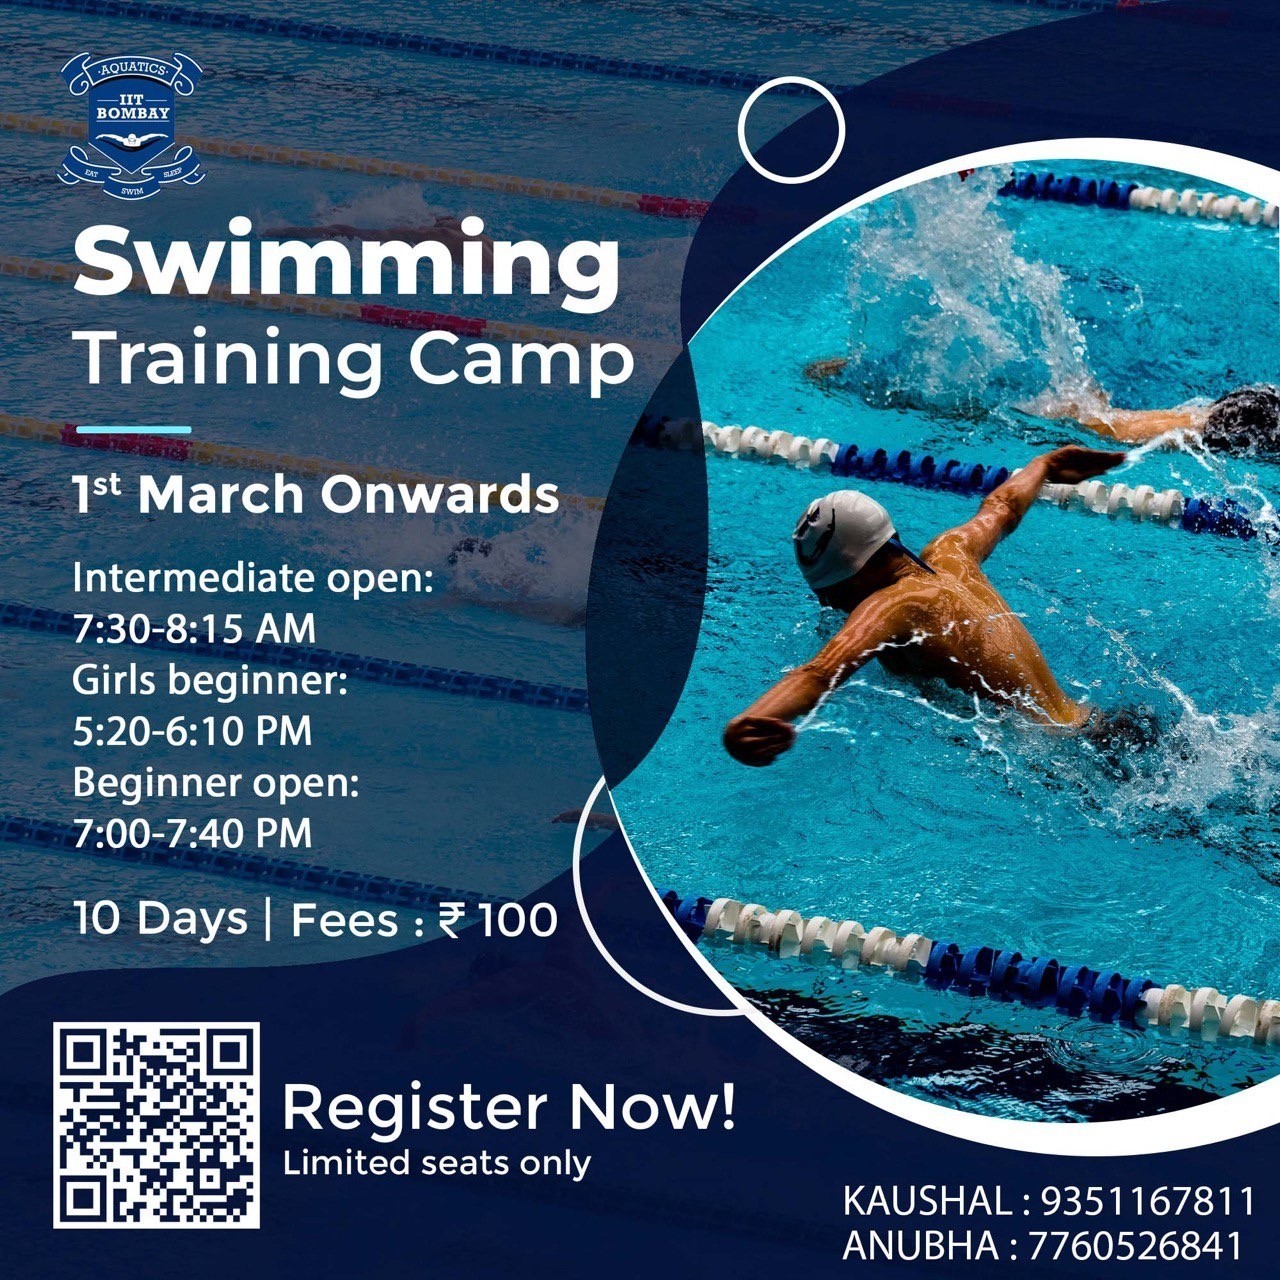 AQUATICS
IIT
BOMBAY
EAT
SWIM
SLEEP
Swimming
Training Camp
1st March Onwards
Intermediate open:
7:30-8:15 AM
Girls beginner:
5:20-6:10 PM
Beginner open:
7:00-7:40 PM
10 Days | Fees : ₹ 100
Register Now!
Limited seats only
KAUSHAL : 9351167811
ANUBHA : 7760526841